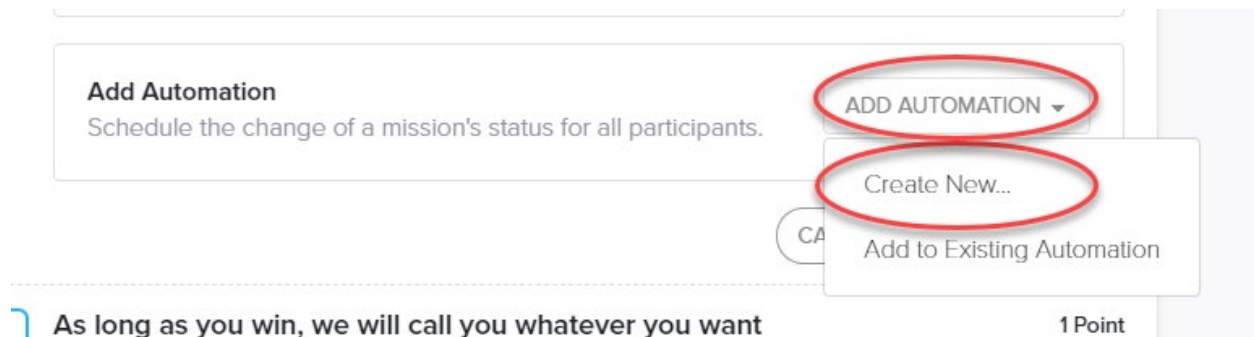 Add Automation
Schedule the change of a mission's status for all participants.
ADD AUTOMATION
Create New...
Add to Existing Automation
As long as you win, we will call you whatever you want
1 Point